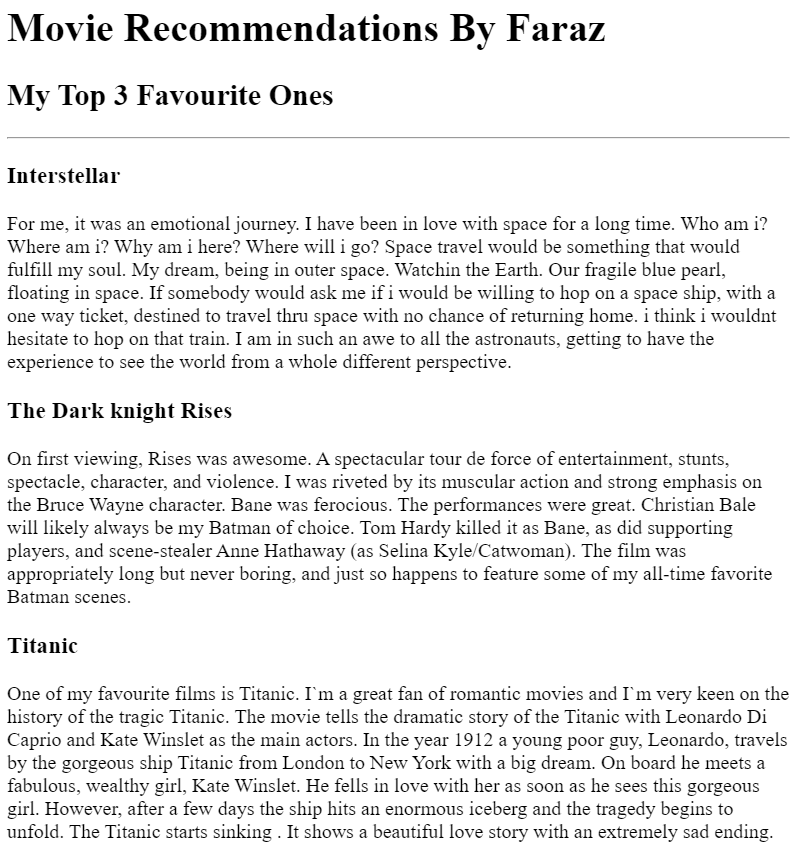 Movie Recommendations By Faraz
My Top 3 Favourite Ones
Interstellar
For me, it was an emotional journey. I have been in love with space for a long time. Who am i?
Where am i? Why am i here? Where will i go? Space travel would be something that would
fulfill my soul. My dream, being in outer space. Watchin the Earth. Our fragile blue pearl,
floating in space. If somebody would ask me if i would be willing to hop on a space ship, with a
one way ticket, destined to travel thru space with no chance of returning home. i think i wouldnt
hesitate to hop on that train. I am in such an awe to all the astronauts, getting to have the
experience to see the world from a whole different perspective.
The Dark knight Rises
On first viewing, Rises was awesome. A spectacular tour de force of entertainment, stunts,
spectacle, character, and violence. I was riveted by its muscular action and strong emphasis on
the Bruce Wayne character. Bane was ferocious. The performances were great. Christian Bale
will likely always be my Batman of choice. Tom Hardy killed it as Bane, as did supporting
players, and scene-stealer Anne Hathaway (as Selina Kyle/Catwoman). The film was
appropriately long but never boring, and just so happens to feature some of my all-time favorite
Batman scenes.
Titanic
One of my favourite films is Titanic. I`m a great fan of romantic movies and I`m very keen on the
history of the tragic Titanic. The movie tells the dramatic story of the Titanic with Leonardo Di
Caprio and Kate Winslet as the main actors. In the year 1912 a young poor guy, Leonardo, travels
by the gorgeous ship Titanic from London to New York with a big dream. On board he meets a
fabulous, wealthy girl, Kate Winslet. He fells in love with her as soon as he sees this gorgeous
girl. However, after a few days the ship hits an enormous iceberg and the tragedy begins to
unfold. The Titanic starts sinking . It shows a beautiful love story with an extremely sad ending.